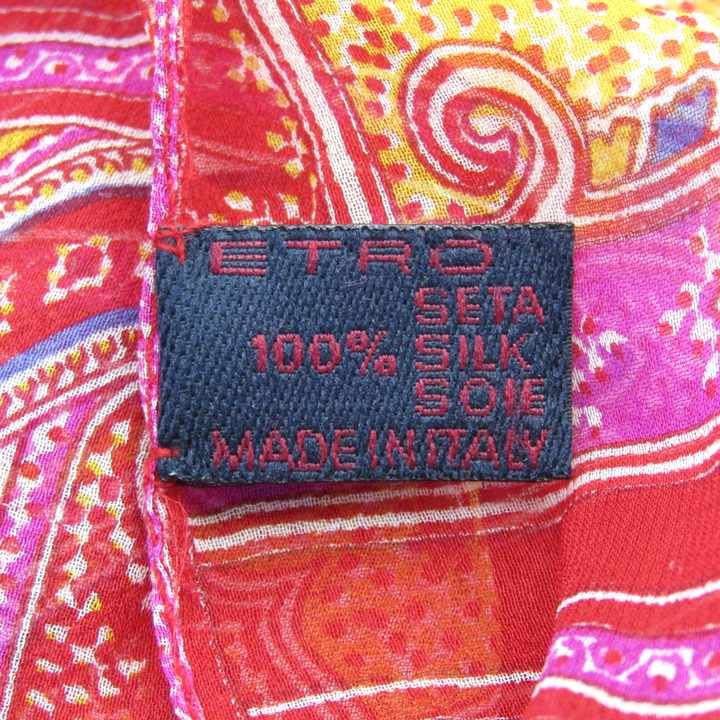 ETRO
SETA
100% SILK
SOIE
MADE IN ITALY